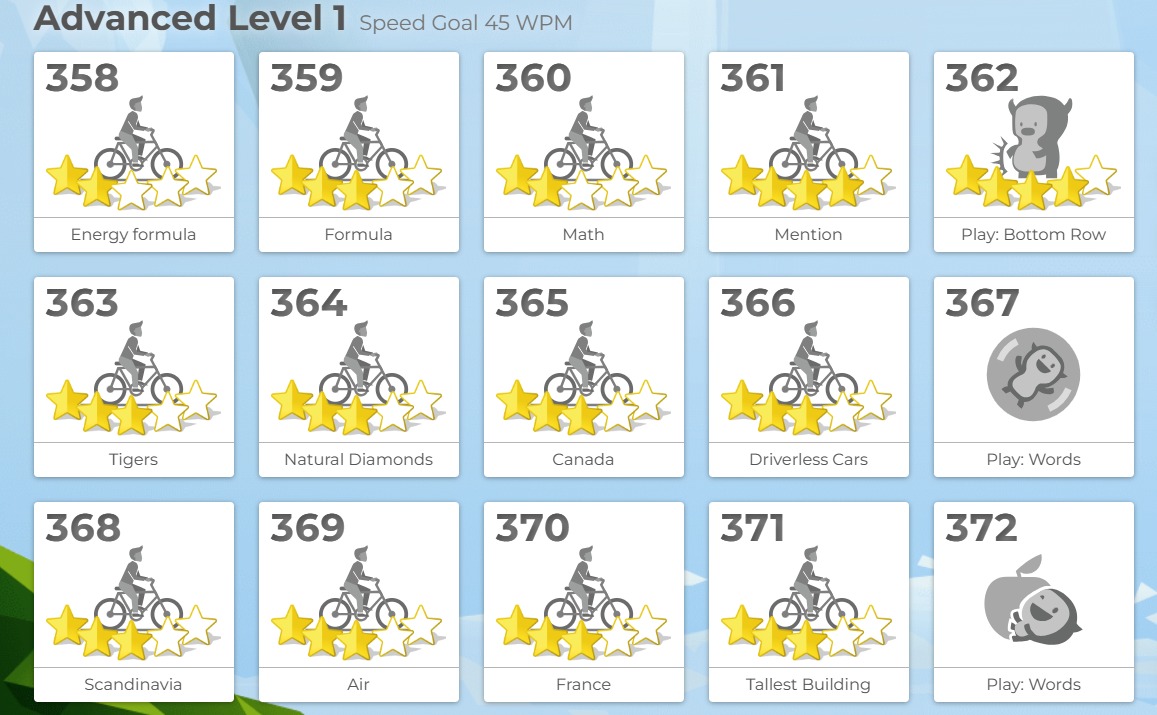 Advanced Level 1 Speed Goal 45 WPM
358 359 360 361 362
Energy formula Formula Math Mention Play: Bottom Row
363 364 365 366 367
Tigers Natural Diamonds Canada Driverless Cars Play: Words
368 369 370 371 372
Scandinavia Air France Tallest Building Play: Words